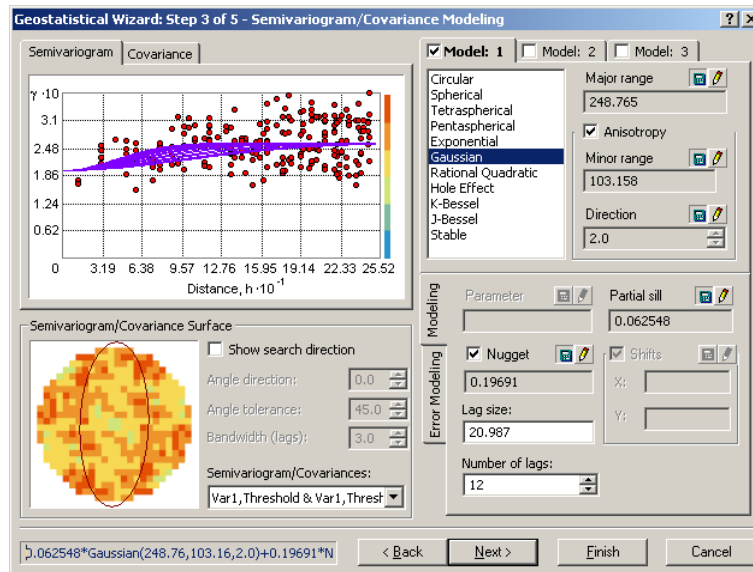 Geostatistical Wizard: Step 3 of 5 - Semivariogram/Covariance Modeling
Semivariogram Covariance
γ ·10
3.1
2.48
1.86
1.24
0.62
0 3.19 6.38 9.57 12.76 15.95 19.14 22.33 25.52
Distance, h ·10⁻¹
Model: 1 Model: 2 Model: 3
Circular
Spherical
Tetraspherical
Pentaspherical
Exponential
Gaussian
Rational Quadratic
Hole Effect
K-Bessel
J-Bessel
Stable
Major range
248.765
Anisotropy
Minor range
103.158
Direction
2.0
Semivariogram/Covariance Surface
Show search direction
Angle direction: 0.0
Angle tolerance: 45.0
Bandwidth (lags): 3.0
Semivariogram/Covariances:
Var1,Threshold & Var1,Thresh
Modeling
Error Modeling
Parameter
Partial sill
0.062548
Nugget
0.19691
Shifts
X:
Y:
Lag size:
20.987
Number of lags:
12
0.062548*Gaussian(248.76,103.16,2.0)+0.19691*N
< Back Next > Finish Cancel